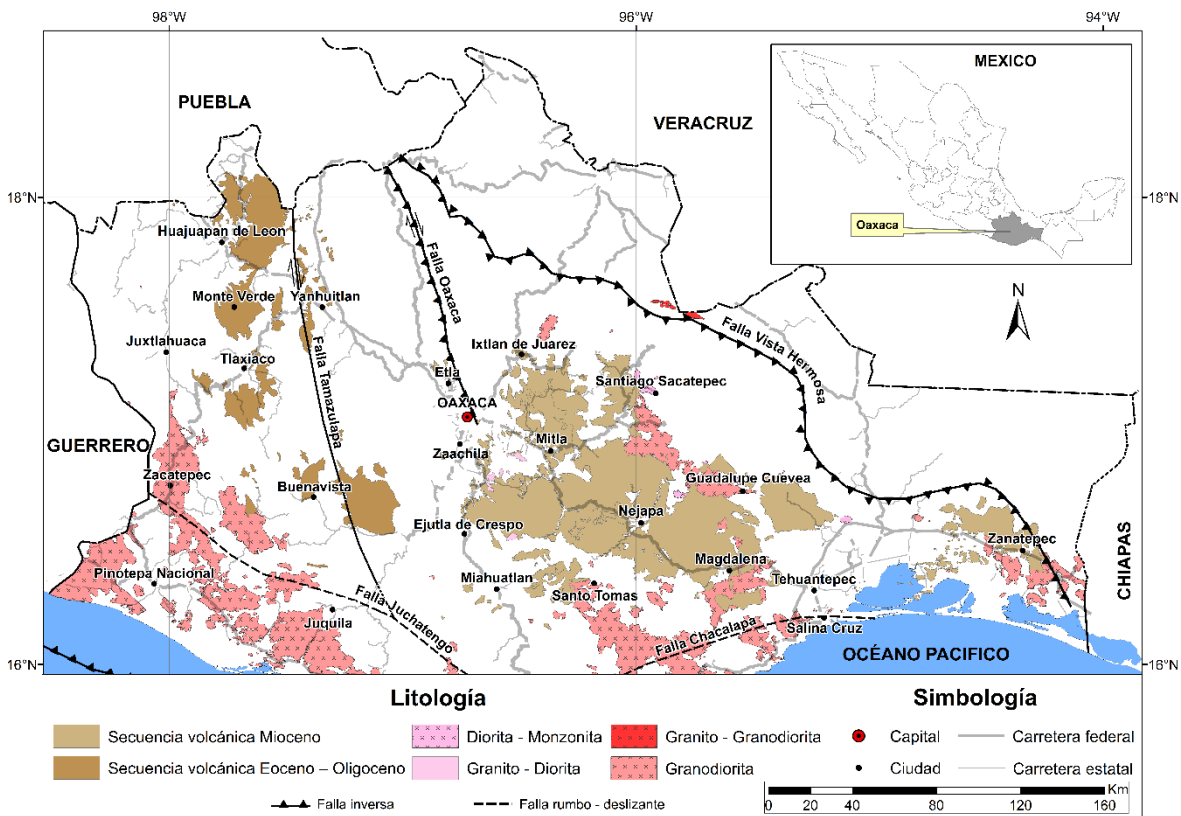 98°W
96°W
94°W
MEXICO
PUEBLA
VERACRUZ
18°N
18°N
Oaxaca
Huajuapan de Leon
Monte Verde
Yanhuitlan
N
Falla Oaxaca
Falla Vista Hermosa
Juxtlahuaca
Tlaxiaco
Falla Tamazulapa
Ixtlan de Juarez
Etla
Santiago Sacatepec
OAXACA
GUERRERO
Zaachila
Mitla
Zacatepec
Buenavista
Guadalupe Cuevea
Nejapa
Ejutla de Crespo
Zanatepec
CHIAPAS
Pinotepa Nacional
Miahuatlan
Magdalena
Tehuantepec
Santo Tomas
Juquila
Falla Juchatengo
Falla Chacalapa
Salina Cruz
OCÉANO PACIFICO
16°N
16°N
Litología
Simbología
Secuencia volcánica Mioceno
Diorita - Monzonita
Granito - Granodiorita
Capital
Carretera federal
Secuencia volcánica Eoceno – Oligoceno
Granito - Diorita
Granodiorita
Ciudad
Carretera estatal
Falla inversa
Falla rumbo - deslizante
Km
0 20 40 80 120 160